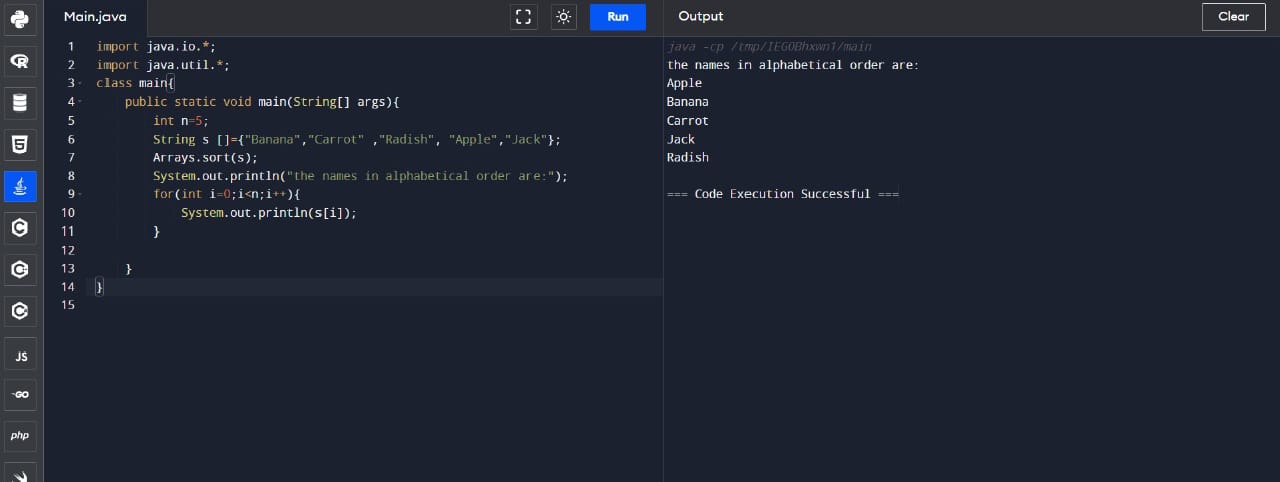 Main.java
Run
Output
Clear
1 import java.io.*;
2 import java.util.*;
3 class main{
4 public static void main(String[] args){
5 int n=5;
6 String s []={"Banana","Carrot" ,"Radish", "Apple","Jack"};
7 Arrays.sort(s);
8 System.out.println("the names in alphabetical order are:");
9 for(int i=0;i<n;i++){
10 System.out.println(s[i]);
11 }
12
13 }
14 }
15
java -cp /tmp/IEGOBhxwn1/main
the names in alphabetical order are:
Apple
Banana
Carrot
Jack
Radish
=== Code Execution Successful ===
R
5
C
C
C
JS
GO
php